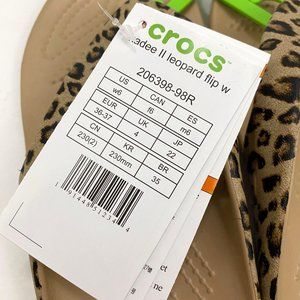 crocs™
adee II leopard flip w
206398-98R
US CAN ES
w6 f6 m6
EUR UK JP
36-37 4 22
CN KR BR
230(2) 230mm 35